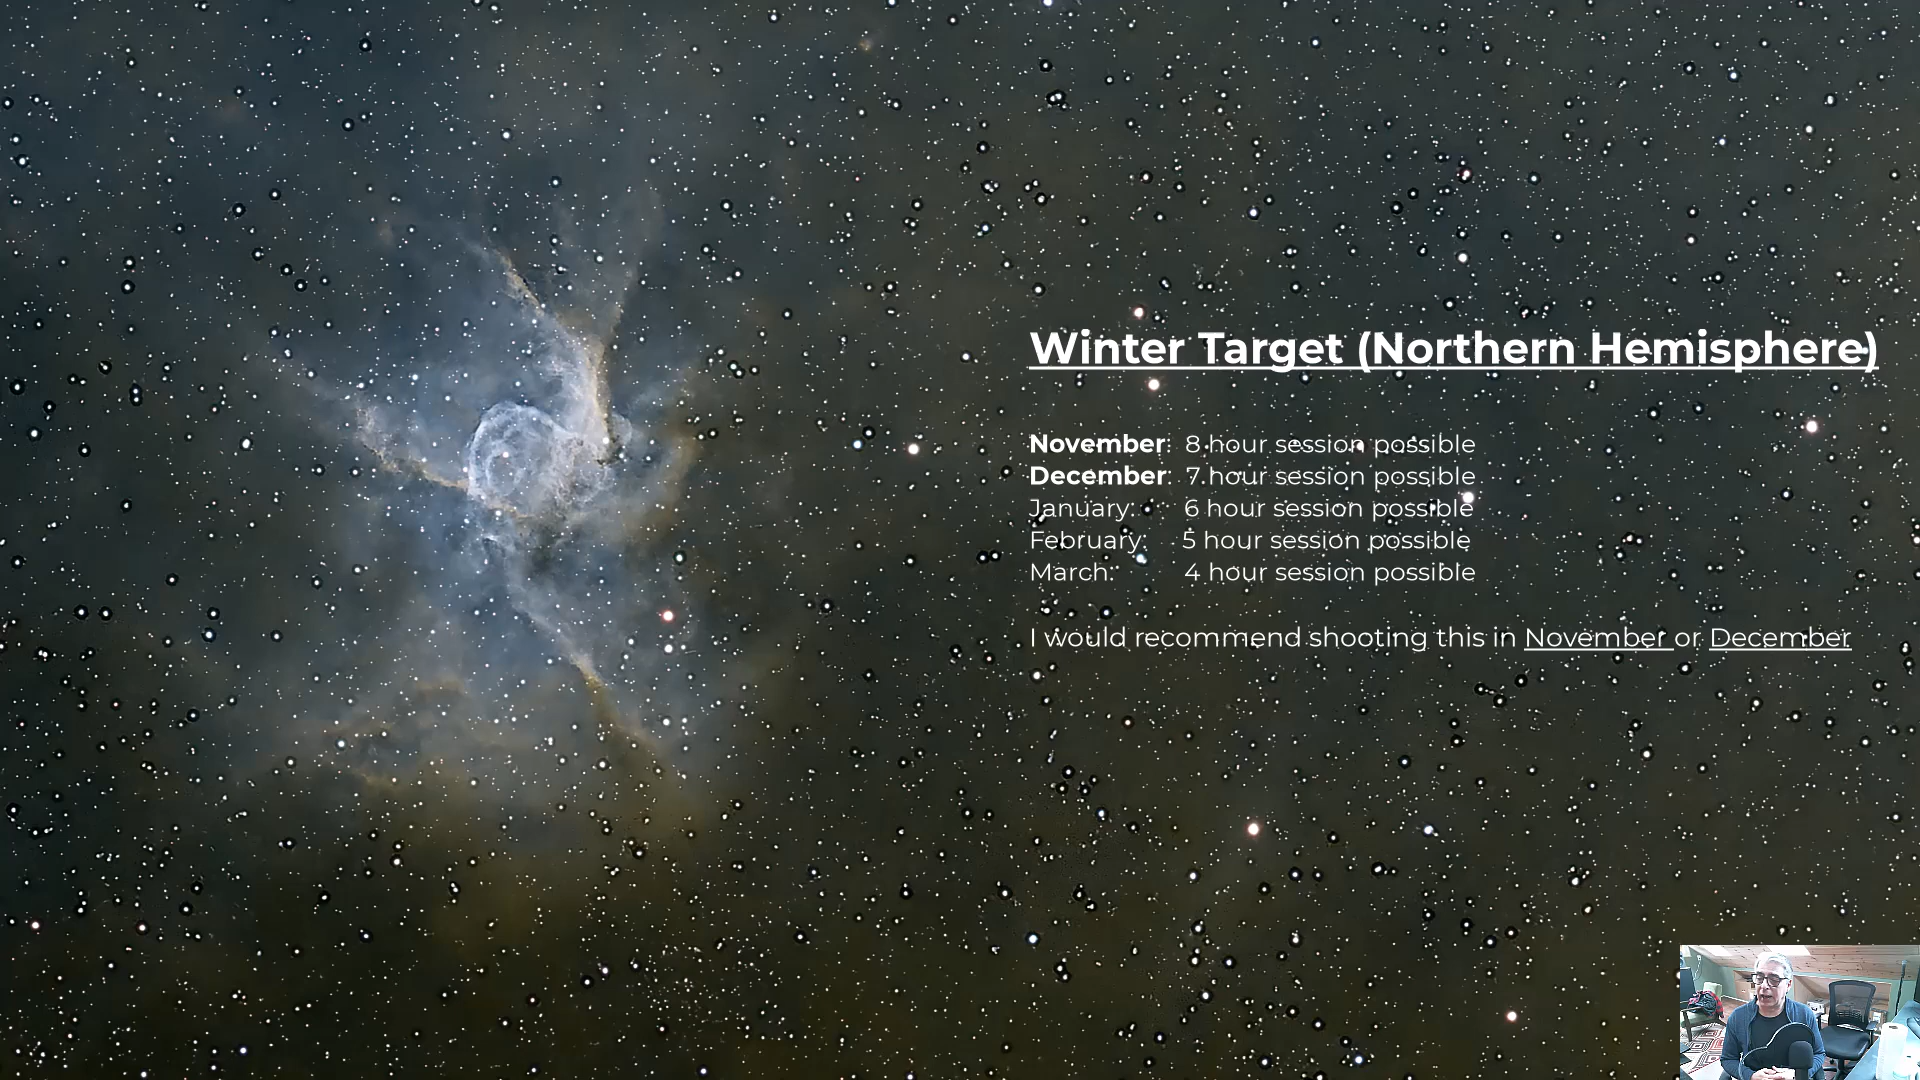 Winter Target (Northern Hemisphere)
November: 8 hour session possible
December: 7 hour session possible
January: 6 hour session possible
February: 5 hour session possible
March: 4 hour session possible
I would recommend shooting this in November or December